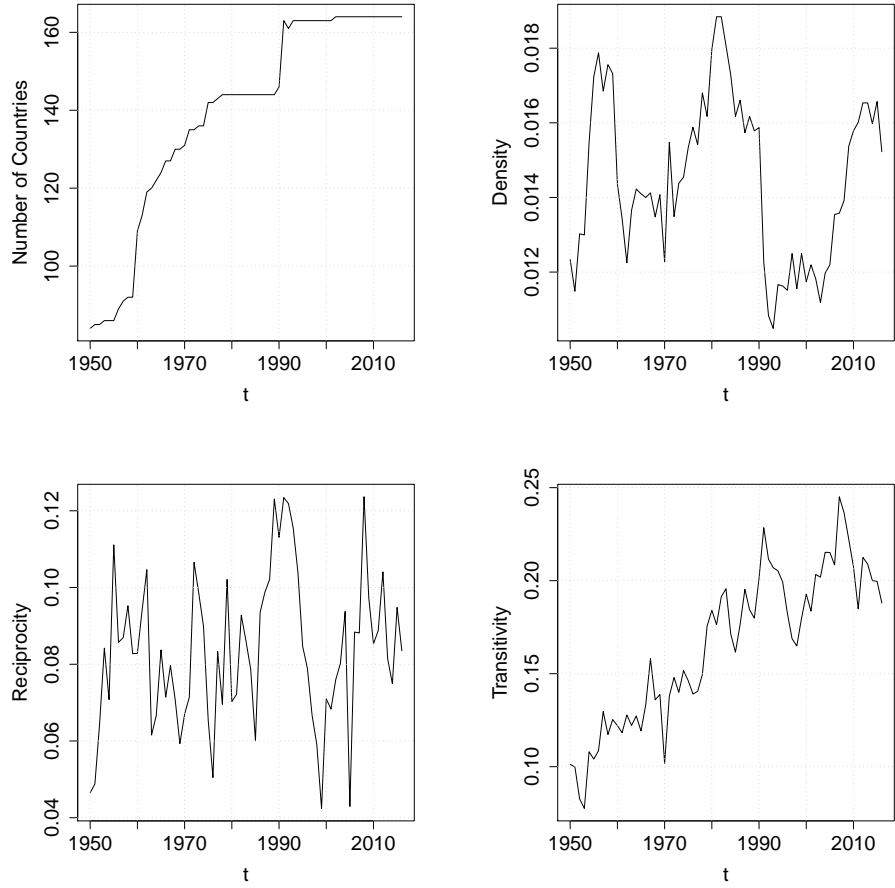 Number of Countries
100 120 140 160
1950 1970 1990 2010
t
Density
0.012 0.014 0.016 0.018
1950 1970 1990 2010
t
Reciprocity
0.04 0.06 0.08 0.10 0.12
1950 1970 1990 2010
t
Transitivity
0.10 0.15 0.20 0.25
1950 1970 1990 2010
t